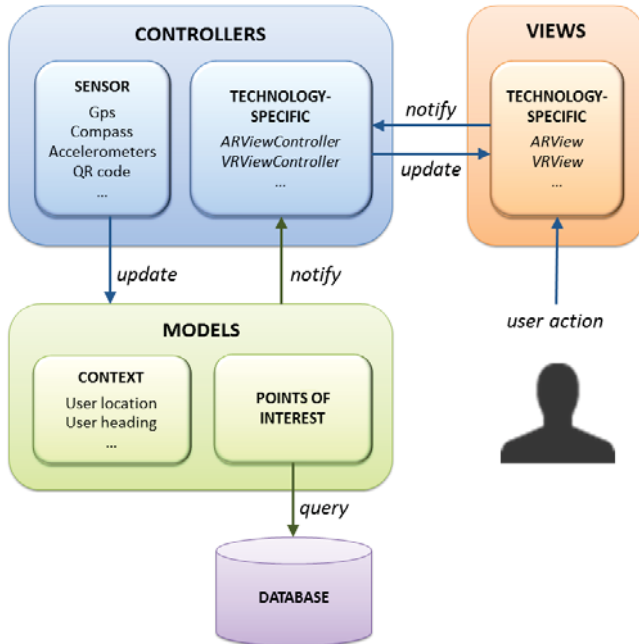 CONTROLLERS
SENSOR
Gps
Compass
Accelerometers
QR code
...
TECHNOLOGY-
SPECIFIC
ARViewController
VRViewController
...
VIEWS
TECHNOLOGY-
SPECIFIC
ARView
VRView
...
notify
update
update
notify
user action
MODELS
CONTEXT
User location
User heading
...
POINTS OF
INTEREST
query
DATABASE